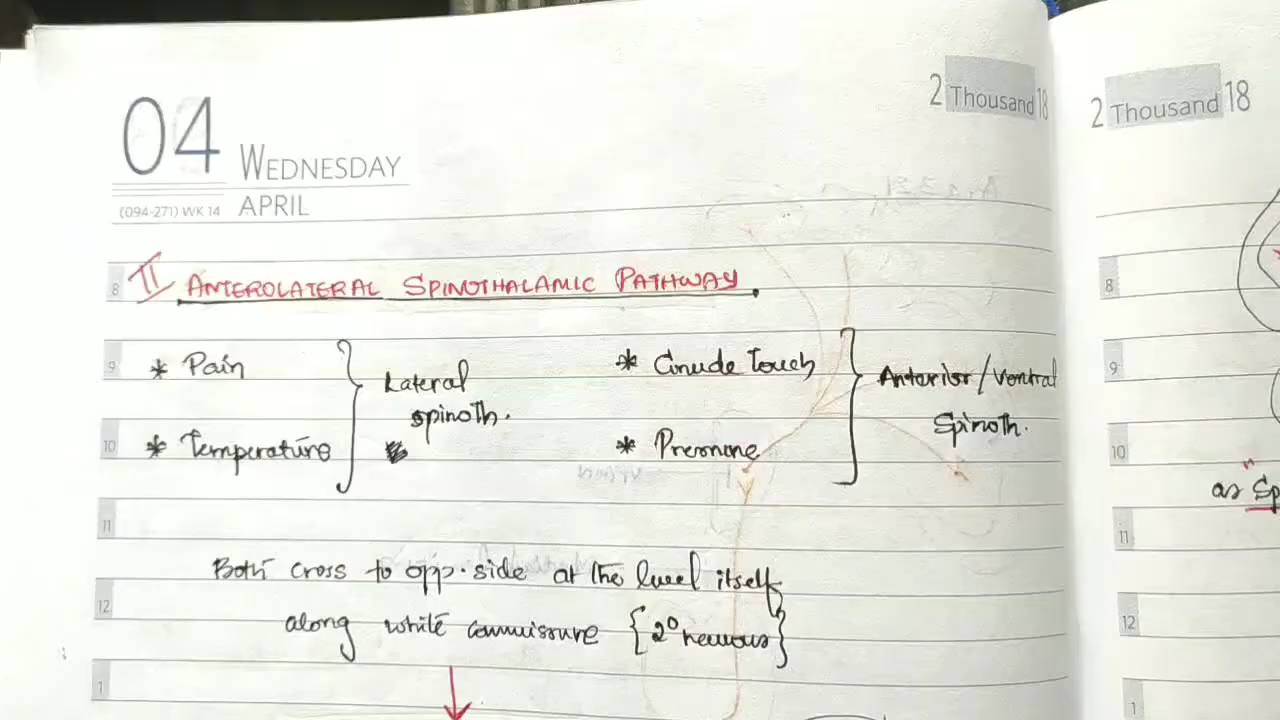 04 WEDNESDAY
2 Thousand 18
(094-271) WK 14 APRIL
8 II ANTEROLATERAL SPINOTHALAMIC PATHWAY.
9 * Pain
10 * Temperature
Lateral
spinoth.
* Crude Touch
* Pressure
Anterior/Ventral
Spinoth.
11
Both cross to opp. side at the level itself
12
along white commissure {2° neurons}
1
2 Thousand 18
8
9
10
as Sp
11
12
1